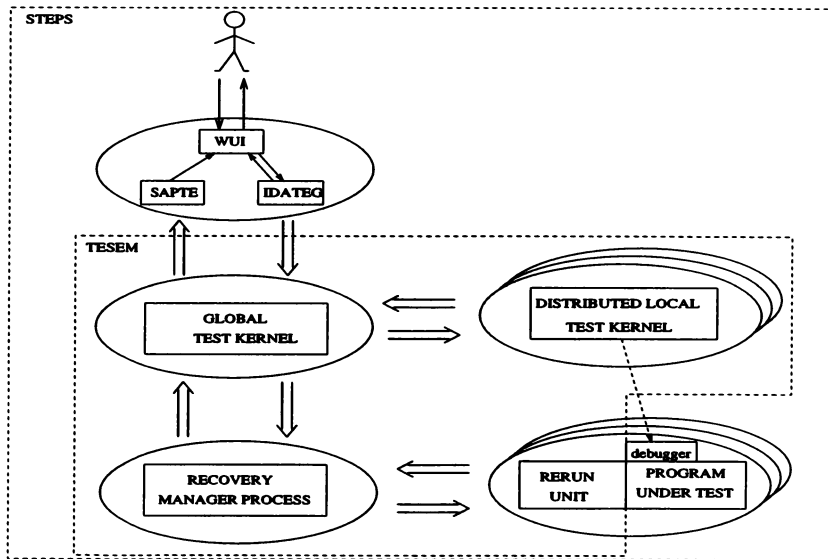 STEPS
WUI
SAPTE
IDATEG
TESEM
GLOBAL
TEST KERNEL
DISTRIBUTED LOCAL
TEST KERNEL
debugger
RECOVERY
MANAGER PROCESS
RERUN
UNIT
PROGRAM
UNDER TEST